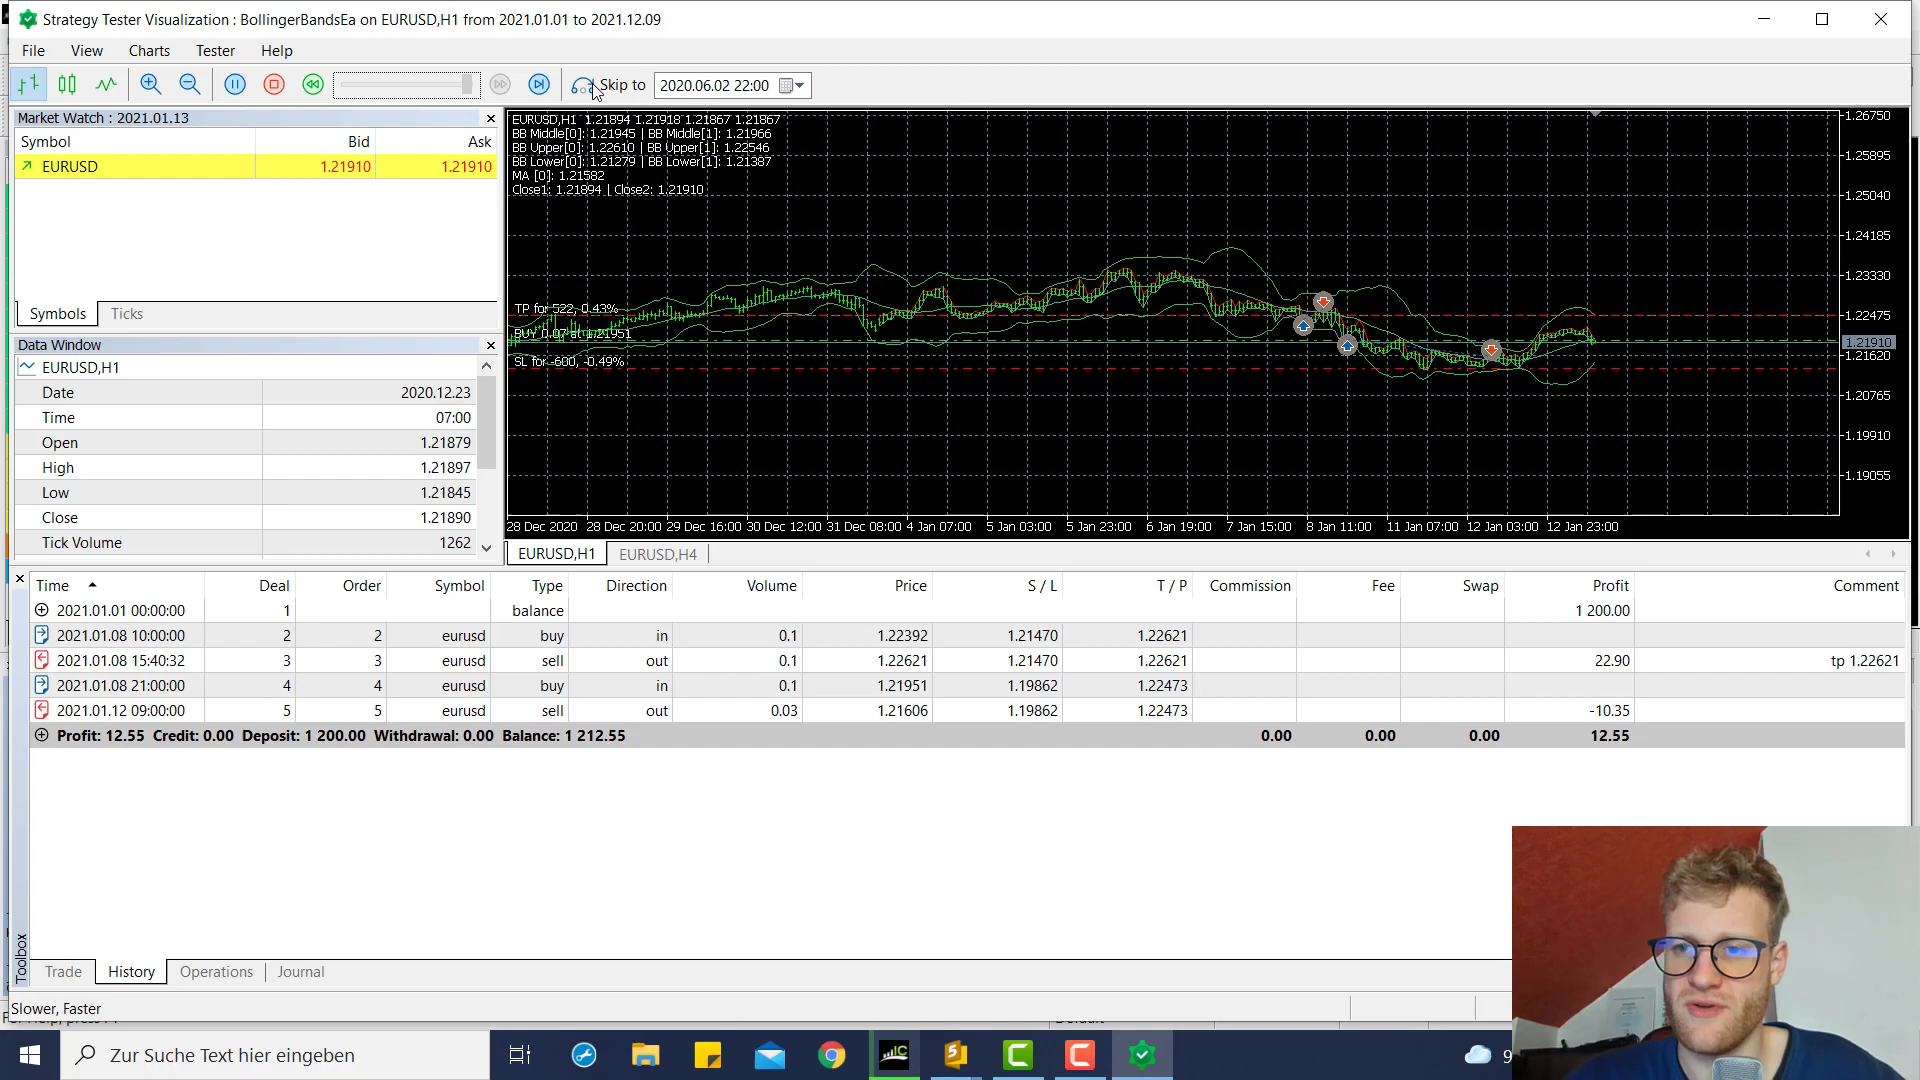 Strategy Tester Visualization : BollingerBandsEa on EURUSD,H1 from 2021.01.01 to 2021.12.09
File View Charts Tester Help
Skip to 2020.06.02 22:00
Market Watch : 2021.01.13
Symbol Bid Ask
EURUSD 1.21910 1.21910
Symbols Ticks
Data Window
EURUSD,H1
Date 2020.12.23
Time 07:00
Open 1.21879
High 1.21897
Low 1.21845
Close 1.21890
Tick Volume 1262
EURUSD,H1 1.21894 1.21918 1.21867 1.21867
BB Middle[0]: 1.21945 | BB Middle[1]: 1.21966
BB Upper[0]: 1.22610 | BB Upper[1]: 1.22546
BB Lower[0]: 1.21279 | BB Lower[1]: 1.21387
MA [0]: 1.21582
Close1: 1.21894 | Close2: 1.21910
TP for 522, 0.43%
BUY 0.07 at 1.21951
SL for -600, -0.49%
1.26750
1.25895
1.25040
1.24185
1.23330
1.22475
1.21910
1.21620
1.20765
1.19910
1.19055
28 Dec 2020 28 Dec 20:00 29 Dec 16:00 30 Dec 12:00 31 Dec 08:00 4 Jan 07:00 5 Jan 03:00 5 Jan 23:00 6 Jan 19:00 7 Jan 15:00 8 Jan 11:00 11 Jan 07:00 12 Jan 03:00 12 Jan 23:00
EURUSD,H1 EURUSD,H4
Time Deal Order Symbol Type Direction Volume Price S / L T / P Commission Fee Swap Profit Comment
2021.01.01 00:00:00 1 balance 1 200.00
2021.01.08 10:00:00 2 2 eurusd buy in 0.1 1.22392 1.21470 1.22621
2021.01.08 15:40:32 3 3 eurusd sell out 0.1 1.22621 1.21470 1.22621 22.90 tp 1.22621
2021.01.08 21:00:00 4 4 eurusd buy in 0.1 1.21951 1.19862 1.22473
2021.01.12 09:00:00 5 5 eurusd sell out 0.03 1.21606 1.19862 1.22473 -10.35
Profit: 12.55 Credit: 0.00 Deposit: 1 200.00 Withdrawal: 0.00 Balance: 1 212.55 0.00 0.00 0.00 12.55
Toolbox
Trade History Operations Journal
Slower, Faster
Zur Suche Text hier eingeben
IC
S
9